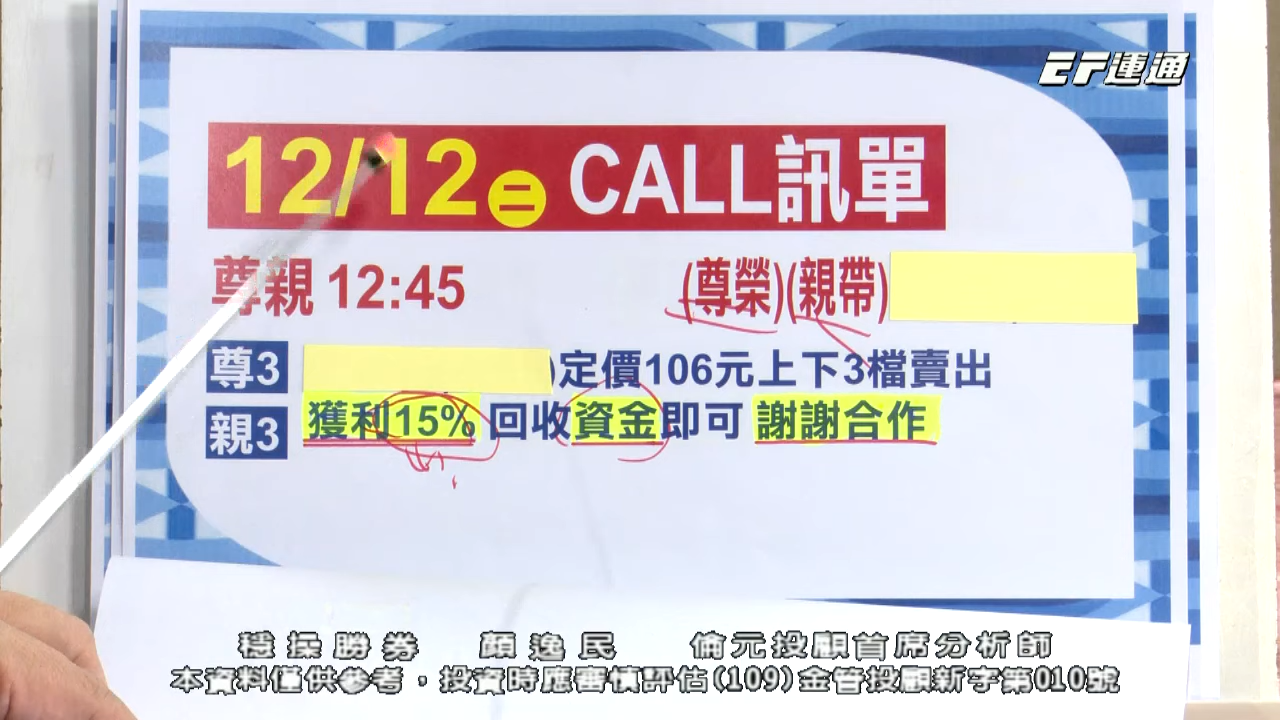 EF運通
12/12㊁ CALL訊單
尊親 12:45 (尊榮)(親帶)
尊3 )定價106元上下3檔賣出
親3 獲利15% 回收資金即可 謝謝合作
穩操勝券 顏逸民 倫元投顧首席分析師
本資料僅供參考，投資時應審慎評估(109)金管投顧新字第010號